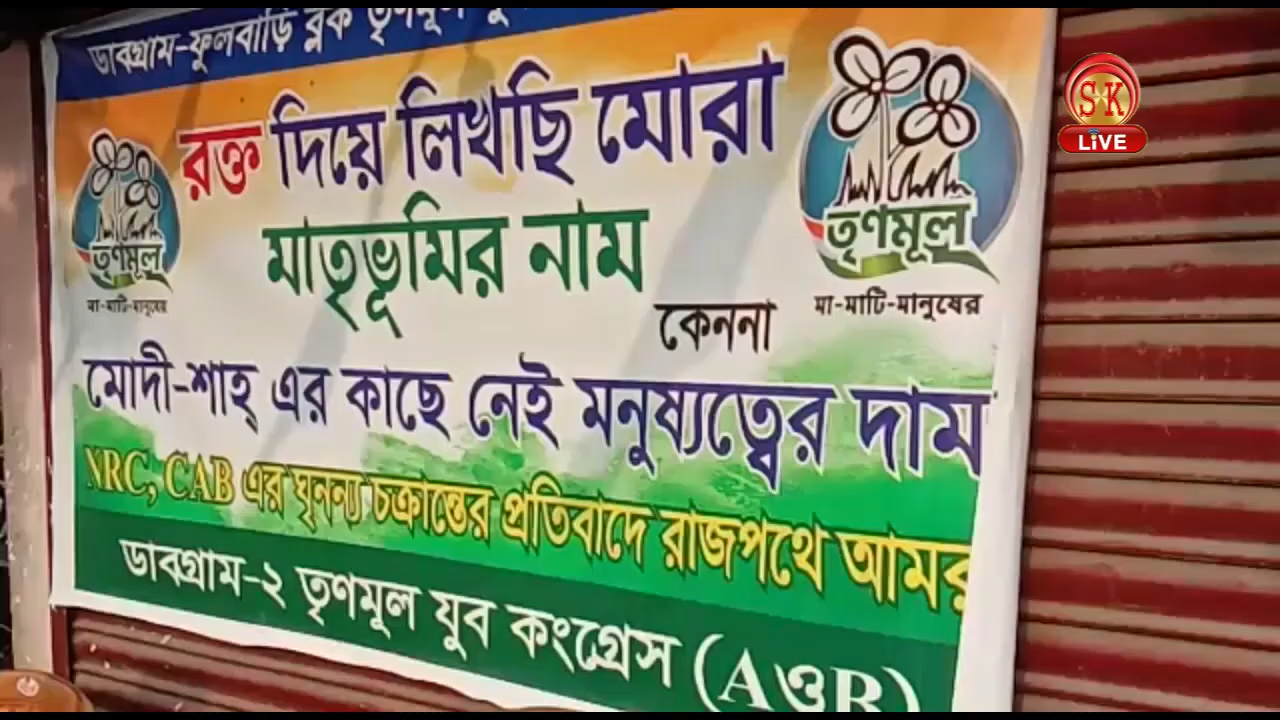 ডাবগ্রাম-ফুলবাড়ি ব্লক তৃণমূল
রক্ত দিয়ে লিখছি মোরা
মাতৃভূমির নাম
কেননা
মোদী-শাহ্ এর কাছে নেই মনুষ্যত্বের দাম
NRC, CAB এর ঘৃনন্য চক্রান্তের প্রতিবাদে রাজপথে আমর
ডাবগ্রাম-২ তৃণমূল যুব কংগ্রেস (AওB)
তৃণমূল
মা-মাটি-মানুষের
তৃণমূল
মা-মাটি-মানুষের
SK
LIVE